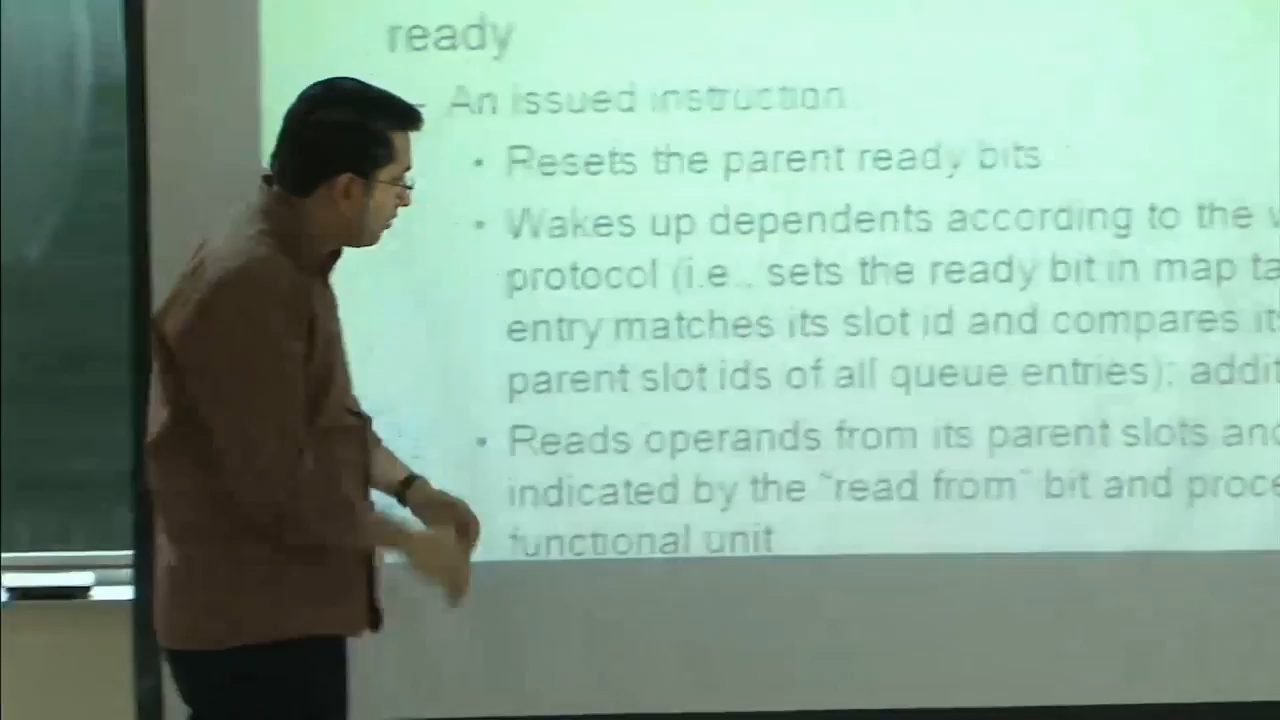 ready
- An issued instruction
• Resets the parent ready bits
• Wakes up dependents according to the
protocol (i.e., sets the ready bit in map ta
entry matches its slot id and compares it
parent slot ids of all queue entries); addit
• Reads operands from its parent slots and
indicated by the "read from" bit and proce
functional unit